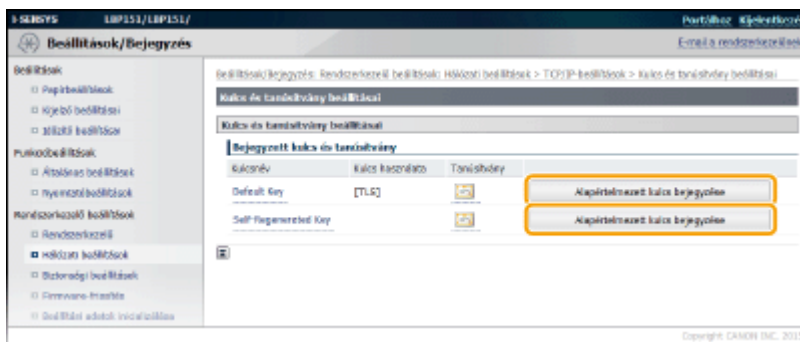 i-SENSYS LBP151/LBP151/ Portálhoz Kijelentkezés
Beállítások/Bejegyzés E-mail a rendszerkezelőnek
Beállítások
Papírbeállítások
Kijelző beállításai
Időzítő beállításai
Funkcióbeállítások
Általános beállítások
Nyomtatóbeállítások
Rendszerkezelő beállítások
Rendszerkezelő
Hálózati beállítások
Biztonsági beállítások
Firmware-frissítés
Beállítási adatok inicializálása
Beállítások/Bejegyzés: Rendszerkezelő beállítások: Hálózati beállítások > TCP/IP-beállítások > Kulcs és tanúsítvány beállításai
Kulcs és tanúsítvány beállításai
Kulcs és tanúsítvány beállításai
Bejegyzett kulcs és tanúsítvány
Kulcsnév Kulcs használata Tanúsítvány
Default Key [TLS] Alapértelmezett kulcs bejegyzése
Self-Regenerated Key Alapértelmezett kulcs bejegyzése
Copyright CANON INC. 2015